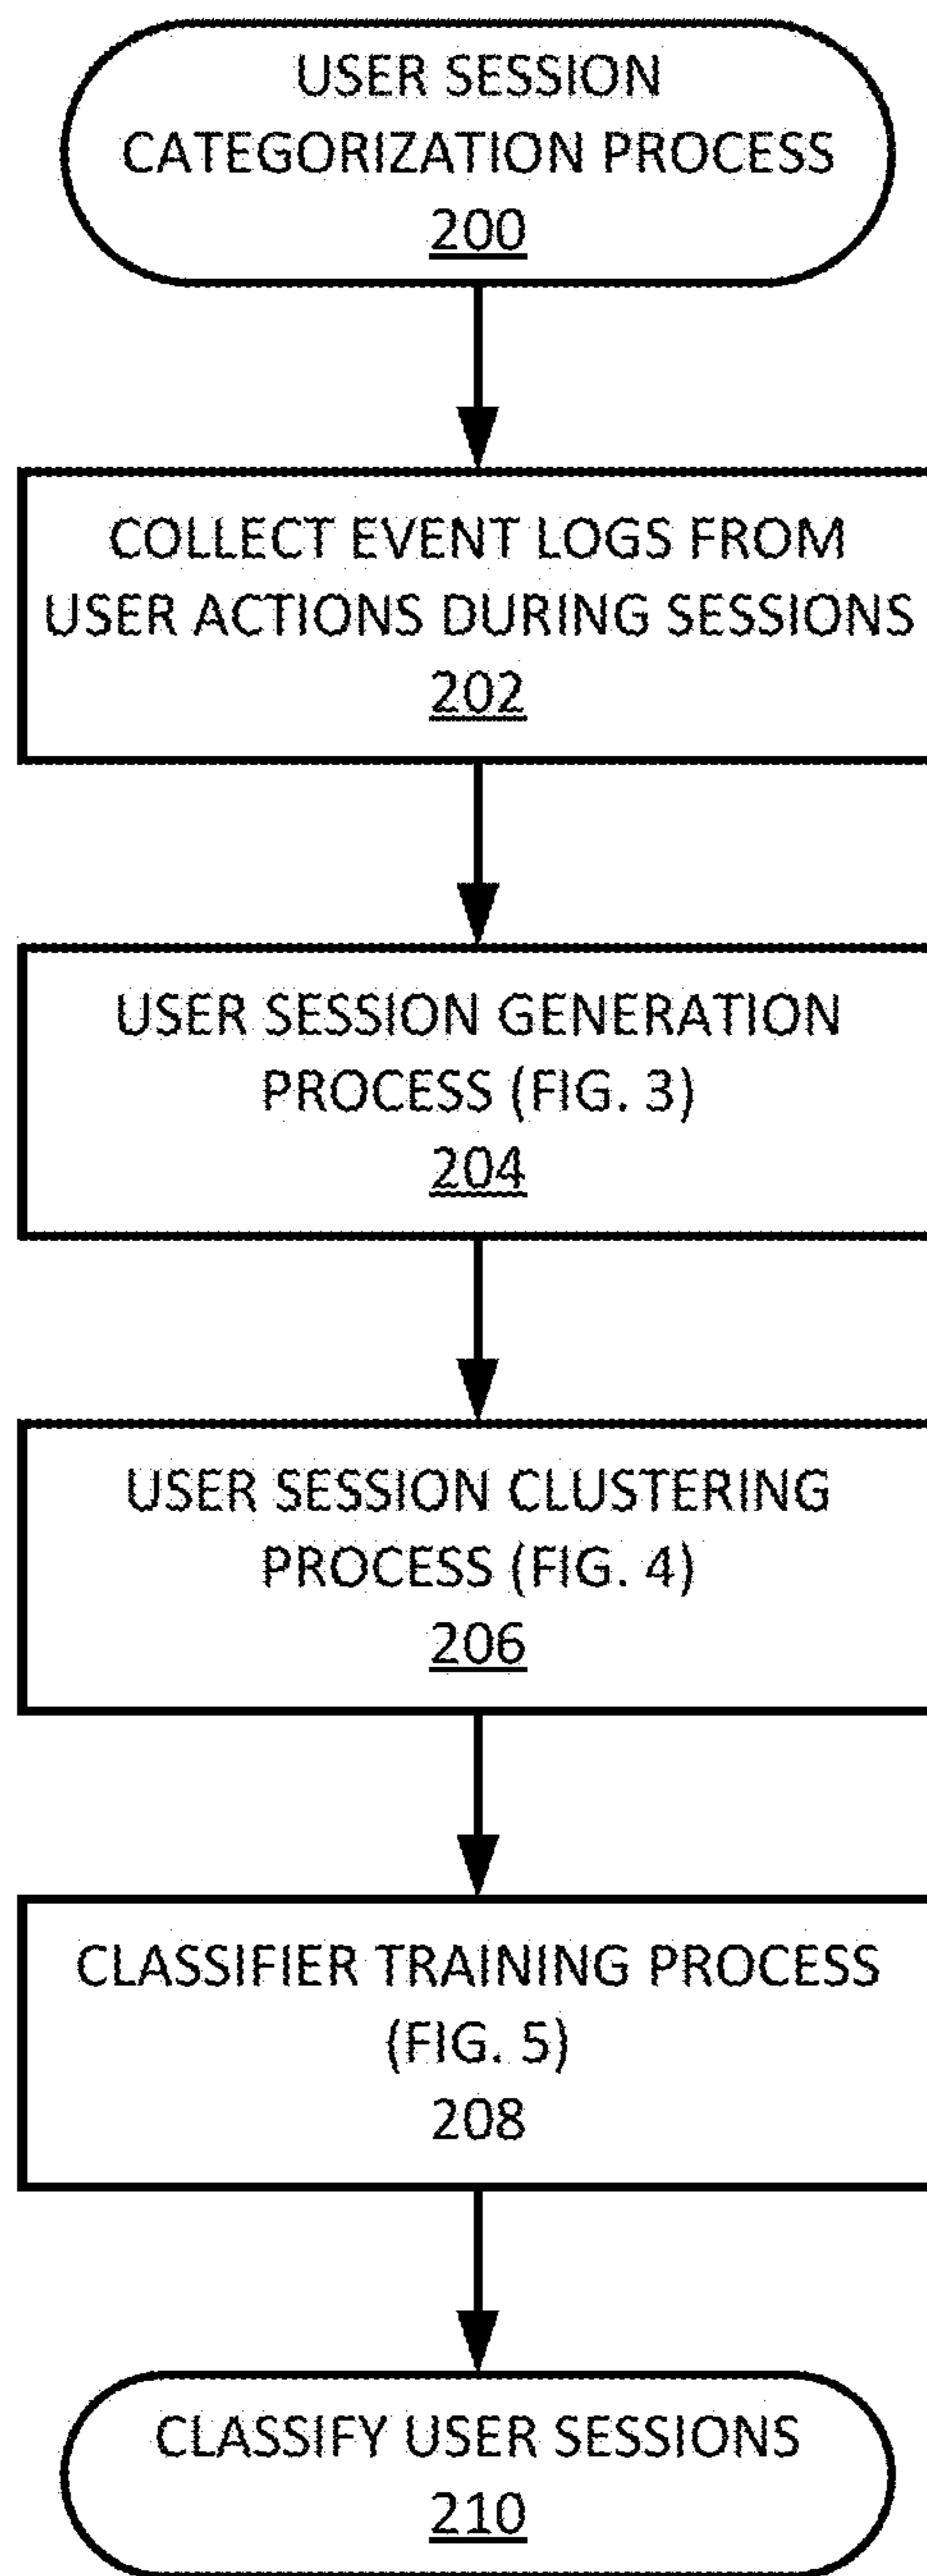 USER SESSION
CATEGORIZATION PROCESS
200
COLLECT EVENT LOGS FROM
USER ACTIONS DURING SESSIONS
202
USER SESSION GENERATION
PROCESS (FIG. 3)
204
USER SESSION CLUSTERING
PROCESS (FIG. 4)
206
CLASSIFIER TRAINING PROCESS
(FIG. 5)
208
CLASSIFY USER SESSIONS
210